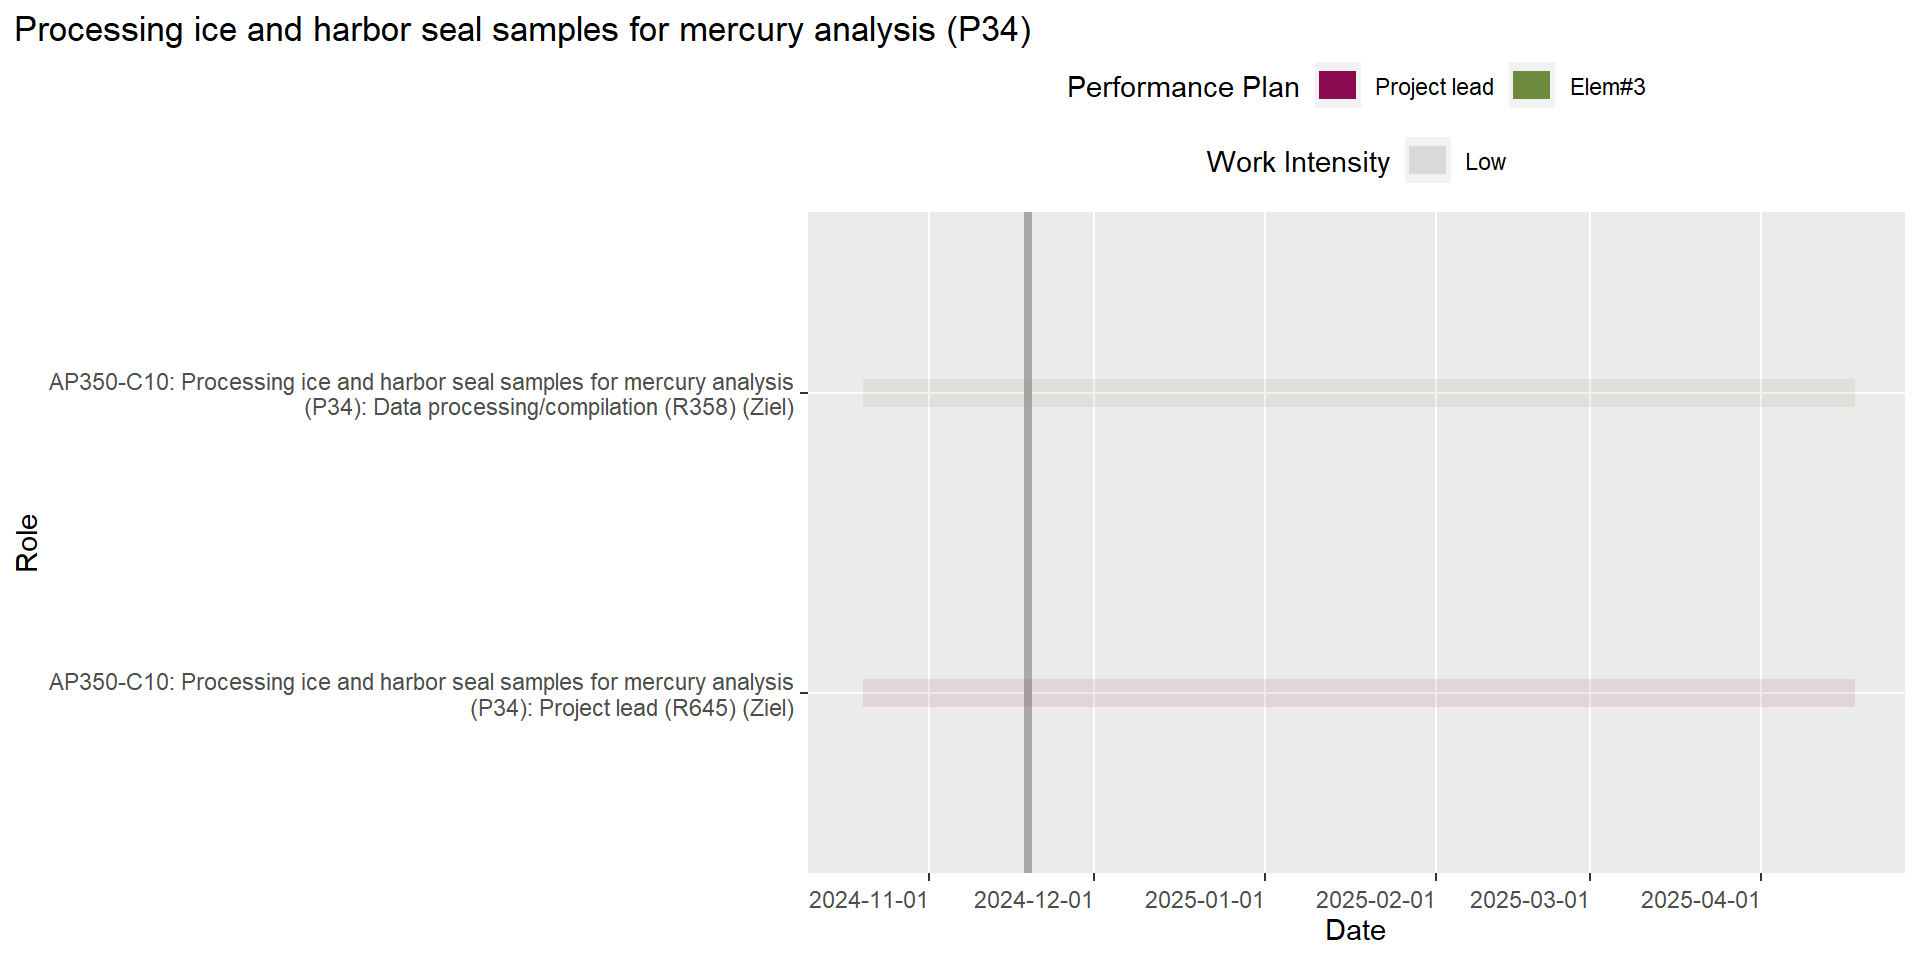 Processing ice and harbor seal samples for mercury analysis (P34)
Performance Plan Project lead Elem#3
Work Intensity Low
AP350-C10: Processing ice and harbor seal samples for mercury analysis
(P34): Data processing/compilation (R358) (Ziel)
Role
AP350-C10: Processing ice and harbor seal samples for mercury analysis
(P34): Project lead (R645) (Ziel)
2024-11-01 2024-12-01 2025-01-01 2025-02-01 2025-03-01 2025-04-01
Date